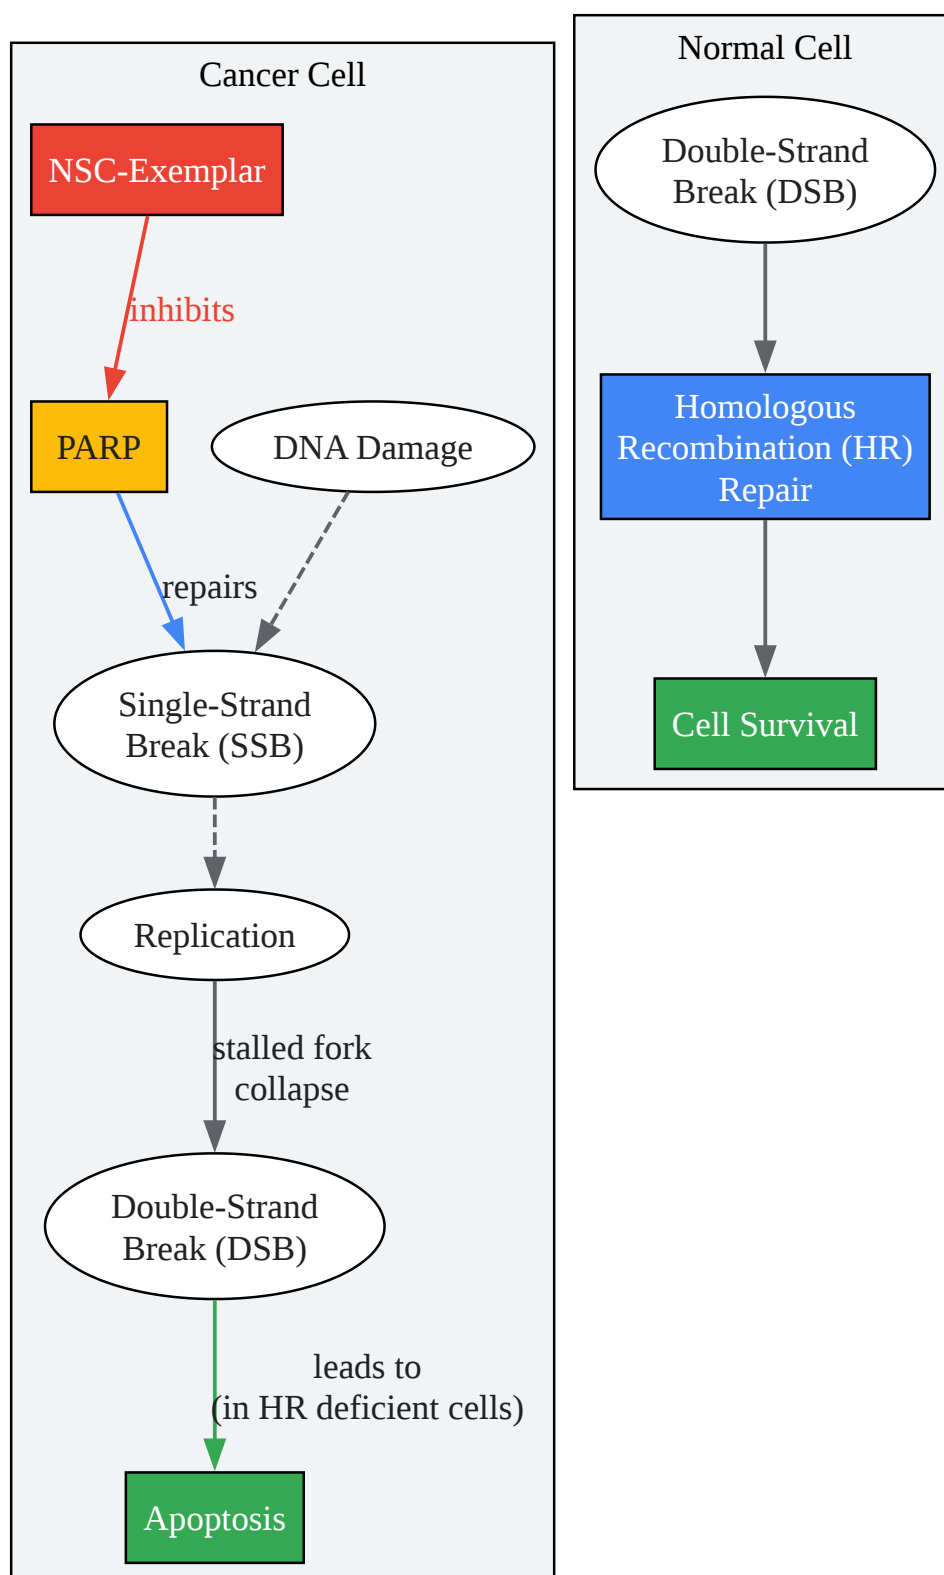 Cancer Cell
NSC-Exemplar
inhibits
PARP
DNA Damage
repairs
Single-Strand
Break (SSB)
Replication
stalled fork
collapse
Double-Strand
Break (DSB)
leads to
(in HR deficient cells)
Apoptosis
Normal Cell
Double-Strand
Break (DSB)
Homologous
Recombination (HR)
Repair
Cell Survival